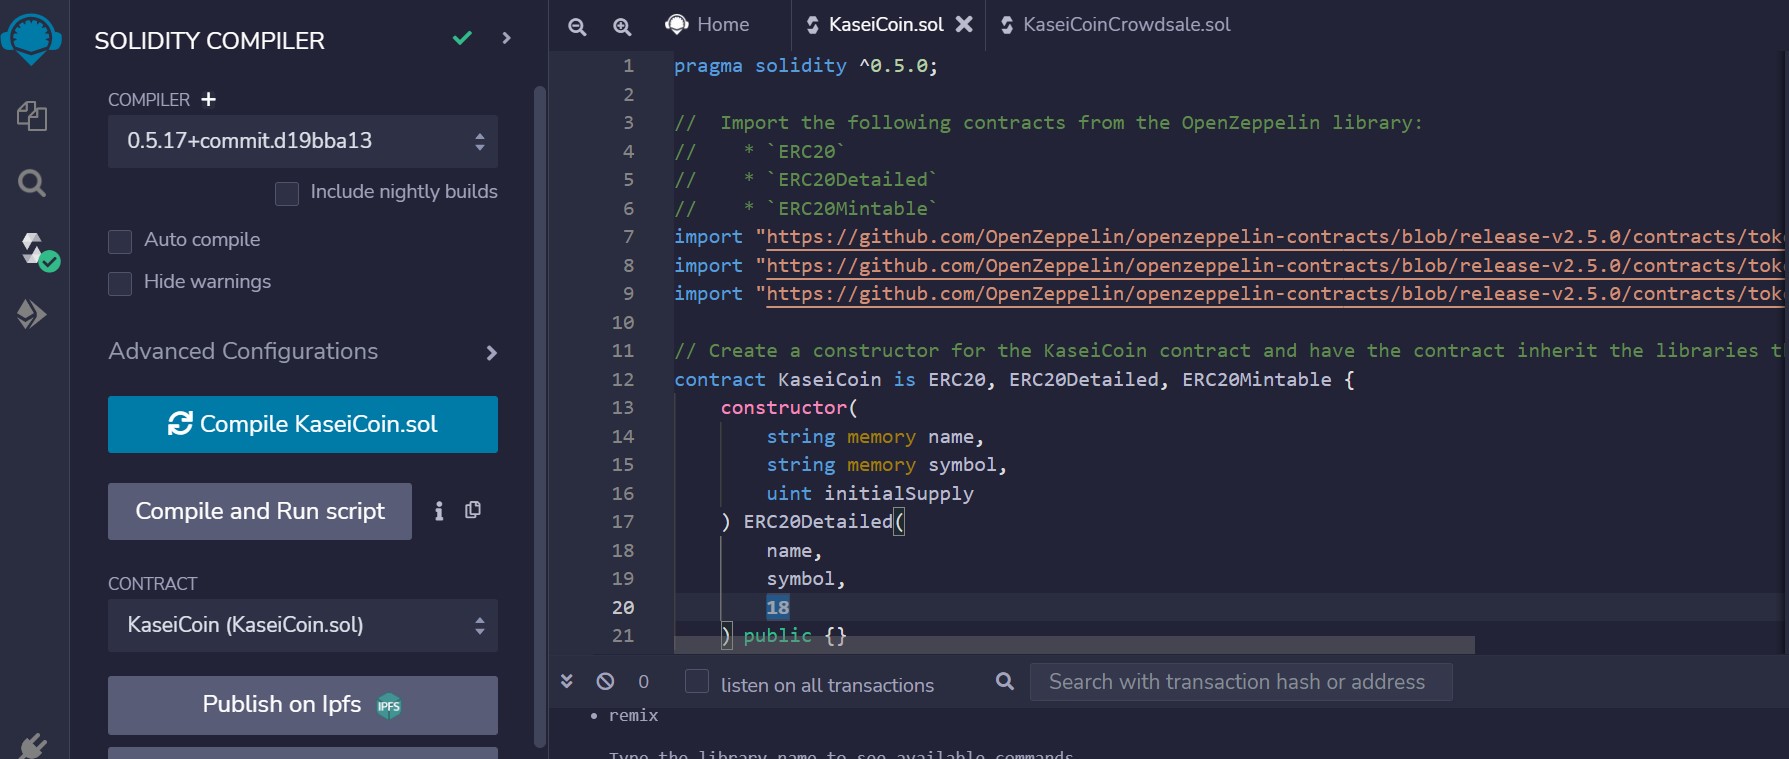 SOLIDITY COMPILER
COMPILER +
0.5.17+commit.d19bba13
Include nightly builds
Auto compile
Hide warnings
Advanced Configurations
Compile KaseiCoin.sol
Compile and Run script
CONTRACT
KaseiCoin (KaseiCoin.sol)
Publish on Ipfs IPFS
Home
KaseiCoin.sol
KaseiCoinCrowdsale.sol
1 pragma solidity ^0.5.0;
2
3 //  Import the following contracts from the OpenZeppelin library:
4 //    * `ERC20`
5 //    * `ERC20Detailed`
6 //    * `ERC20Mintable`
7 import "https://github.com/OpenZeppelin/openzeppelin-contracts/blob/release-v2.5.0/contracts/tok
8 import "https://github.com/OpenZeppelin/openzeppelin-contracts/blob/release-v2.5.0/contracts/tok
9 import "https://github.com/OpenZeppelin/openzeppelin-contracts/blob/release-v2.5.0/contracts/tok
10
11 // Create a constructor for the KaseiCoin contract and have the contract inherit the libraries t
12 contract KaseiCoin is ERC20, ERC20Detailed, ERC20Mintable {
13     constructor(
14         string memory name,
15         string memory symbol,
16         uint initialSupply
17     ) ERC20Detailed(
18         name,
19         symbol,
20         18
21     ) public {}
0
listen on all transactions
Search with transaction hash or address
• remix
Type the library name to see available commands